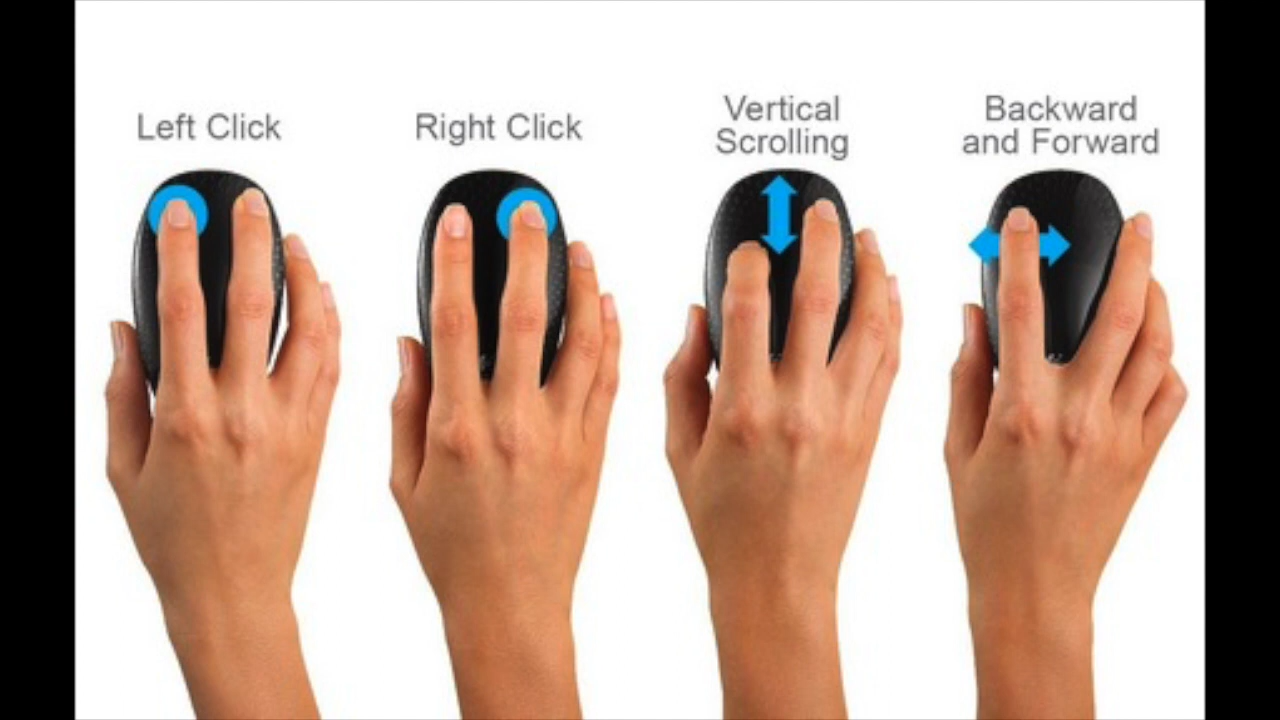 Left Click
Right Click
Vertical
Scrolling
Backward
and Forward